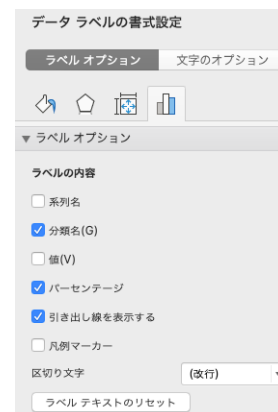 データ ラベルの書式設定
ラベル オプション 文字のオプション
ラベル オプション
ラベルの内容
系列名
分類名(G)
値(V)
パーセンテージ
引き出し線を表示する
凡例マーカー
区切り文字 (改行)
ラベル テキストのリセット